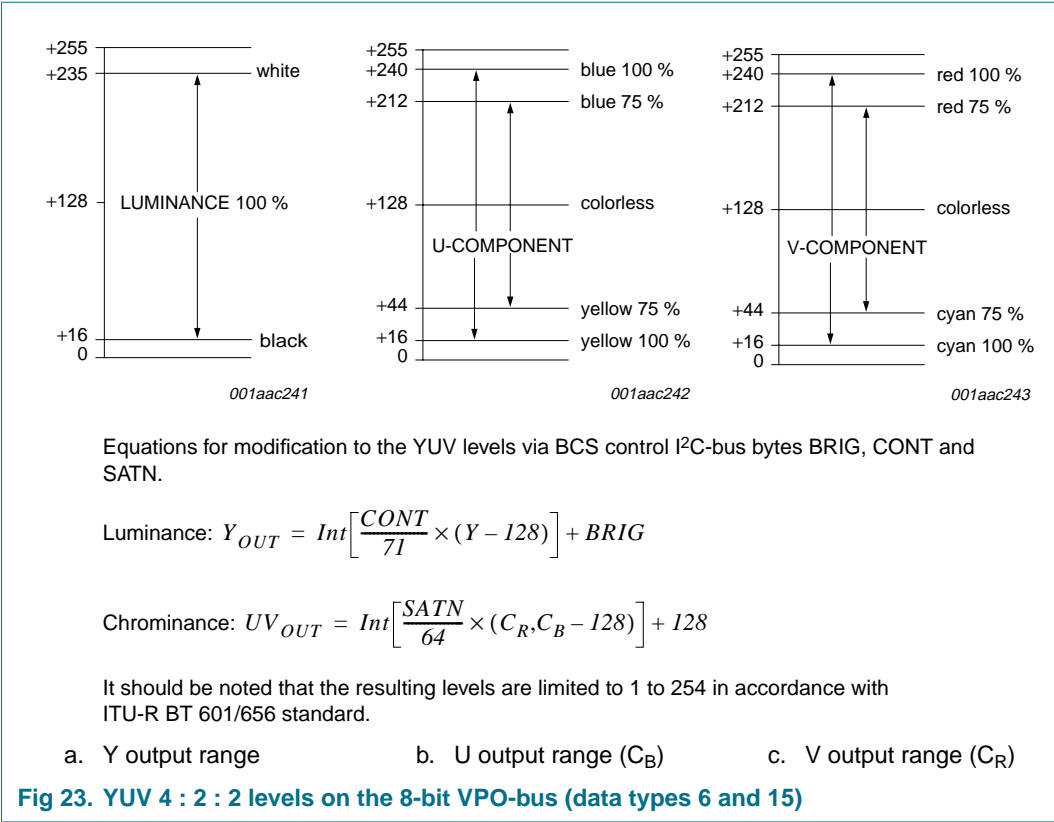 +255
+235
white
+128
LUMINANCE 100 %
+16
black
0
001aac241
+255
+240
blue 100 %
+212
blue 75 %
+128
colorless
U-COMPONENT
+44
yellow 75 %
+16
yellow 100 %
0
001aac242
+255
+240
red 100 %
+212
red 75 %
+128
colorless
V-COMPONENT
+44
cyan 75 %
+16
cyan 100 %
0
001aac243
Equations for modification to the YUV levels via BCS control I²C-bus bytes BRIG, CONT and
SATN.
Luminance: Y_OUT = Int[CONT/71 × (Y – 128)] + BRIG
Chrominance: UV_OUT = Int[SATN/64 × (C_R,C_B – 128)] + 128
It should be noted that the resulting levels are limited to 1 to 254 in accordance with
ITU-R BT 601/656 standard.
a. Y output range
b. U output range (C_B)
c. V output range (C_R)
Fig 23. YUV 4 : 2 : 2 levels on the 8-bit VPO-bus (data types 6 and 15)